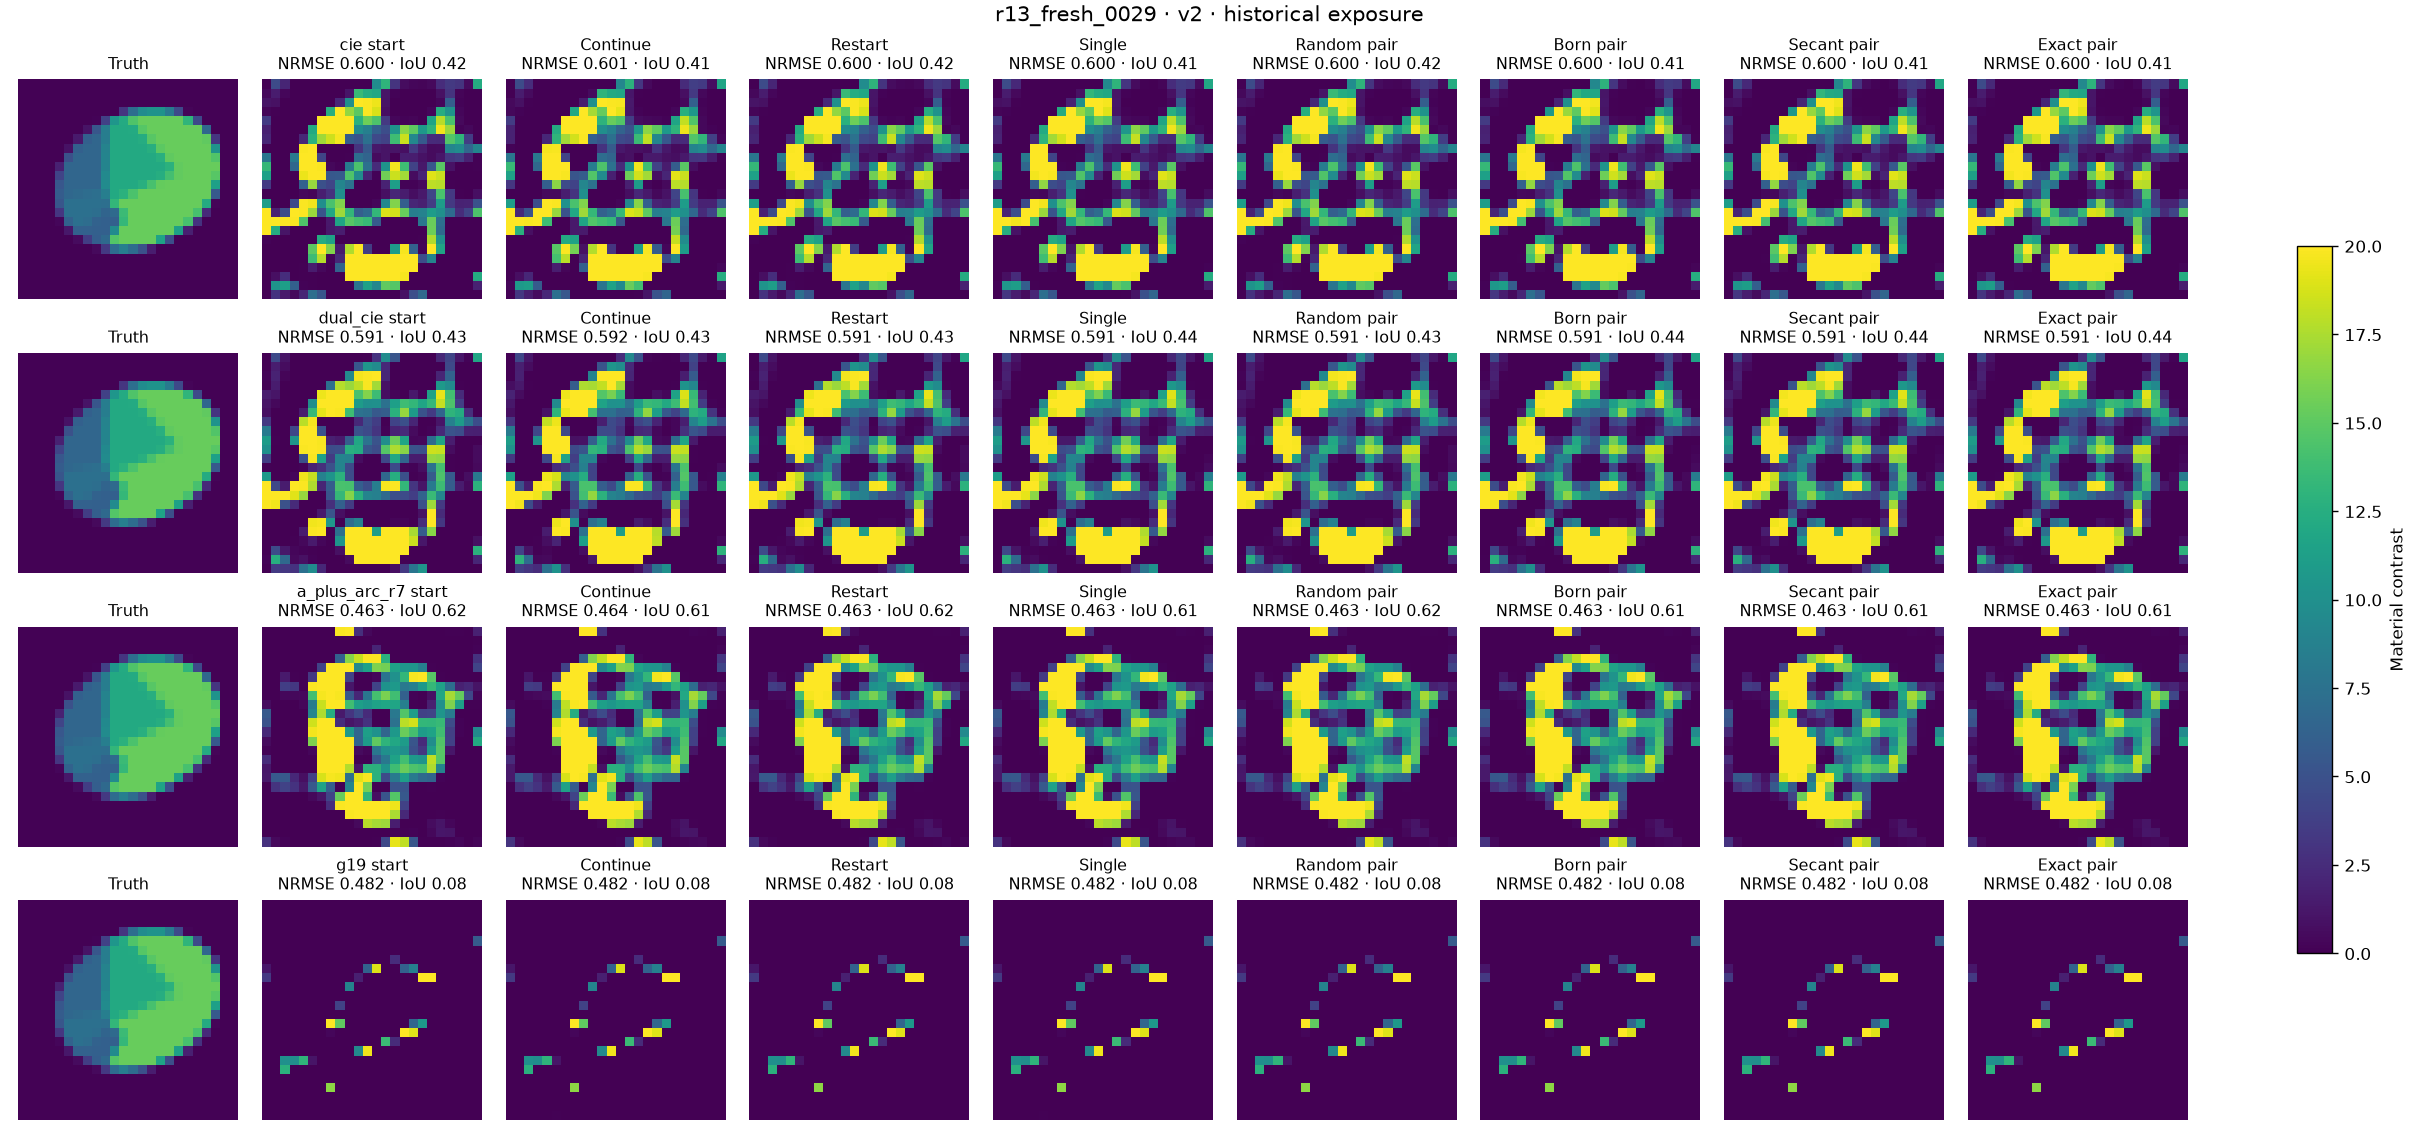 r13_fresh_0029 · v2 · historical exposure
Truth
cie start
NRMSE 0.600 · IoU 0.42
Continue
NRMSE 0.601 · IoU 0.41
Restart
NRMSE 0.600 · IoU 0.42
Single
NRMSE 0.600 · IoU 0.41
Random pair
NRMSE 0.600 · IoU 0.42
Born pair
NRMSE 0.600 · IoU 0.41
Secant pair
NRMSE 0.600 · IoU 0.41
Exact pair
NRMSE 0.600 · IoU 0.41
Truth
dual_cie start
NRMSE 0.591 · IoU 0.43
Continue
NRMSE 0.592 · IoU 0.43
Restart
NRMSE 0.591 · IoU 0.43
Single
NRMSE 0.591 · IoU 0.44
Random pair
NRMSE 0.591 · IoU 0.43
Born pair
NRMSE 0.591 · IoU 0.44
Secant pair
NRMSE 0.591 · IoU 0.44
Exact pair
NRMSE 0.591 · IoU 0.44
Truth
a_plus_arc_r7 start
NRMSE 0.463 · IoU 0.62
Continue
NRMSE 0.464 · IoU 0.61
Restart
NRMSE 0.463 · IoU 0.62
Single
NRMSE 0.463 · IoU 0.61
Random pair
NRMSE 0.463 · IoU 0.62
Born pair
NRMSE 0.463 · IoU 0.61
Secant pair
NRMSE 0.463 · IoU 0.61
Exact pair
NRMSE 0.463 · IoU 0.61
Truth
g19 start
NRMSE 0.482 · IoU 0.08
Continue
NRMSE 0.482 · IoU 0.08
Restart
NRMSE 0.482 · IoU 0.08
Single
NRMSE 0.482 · IoU 0.08
Random pair
NRMSE 0.482 · IoU 0.08
Born pair
NRMSE 0.482 · IoU 0.08
Secant pair
NRMSE 0.482 · IoU 0.08
Exact pair
NRMSE 0.482 · IoU 0.08
20.0
17.5
15.0
12.5
10.0
7.5
5.0
2.5
0.0
Material contrast